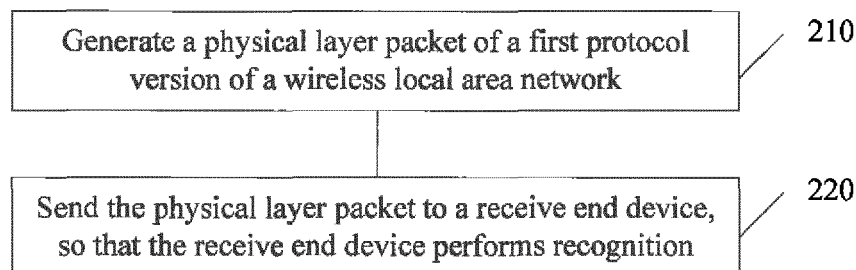 Generate a physical layer packet of a first protocol
version of a wireless local area network
210
Send the physical layer packet to a receive end device,
so that the receive end device performs recognition
220